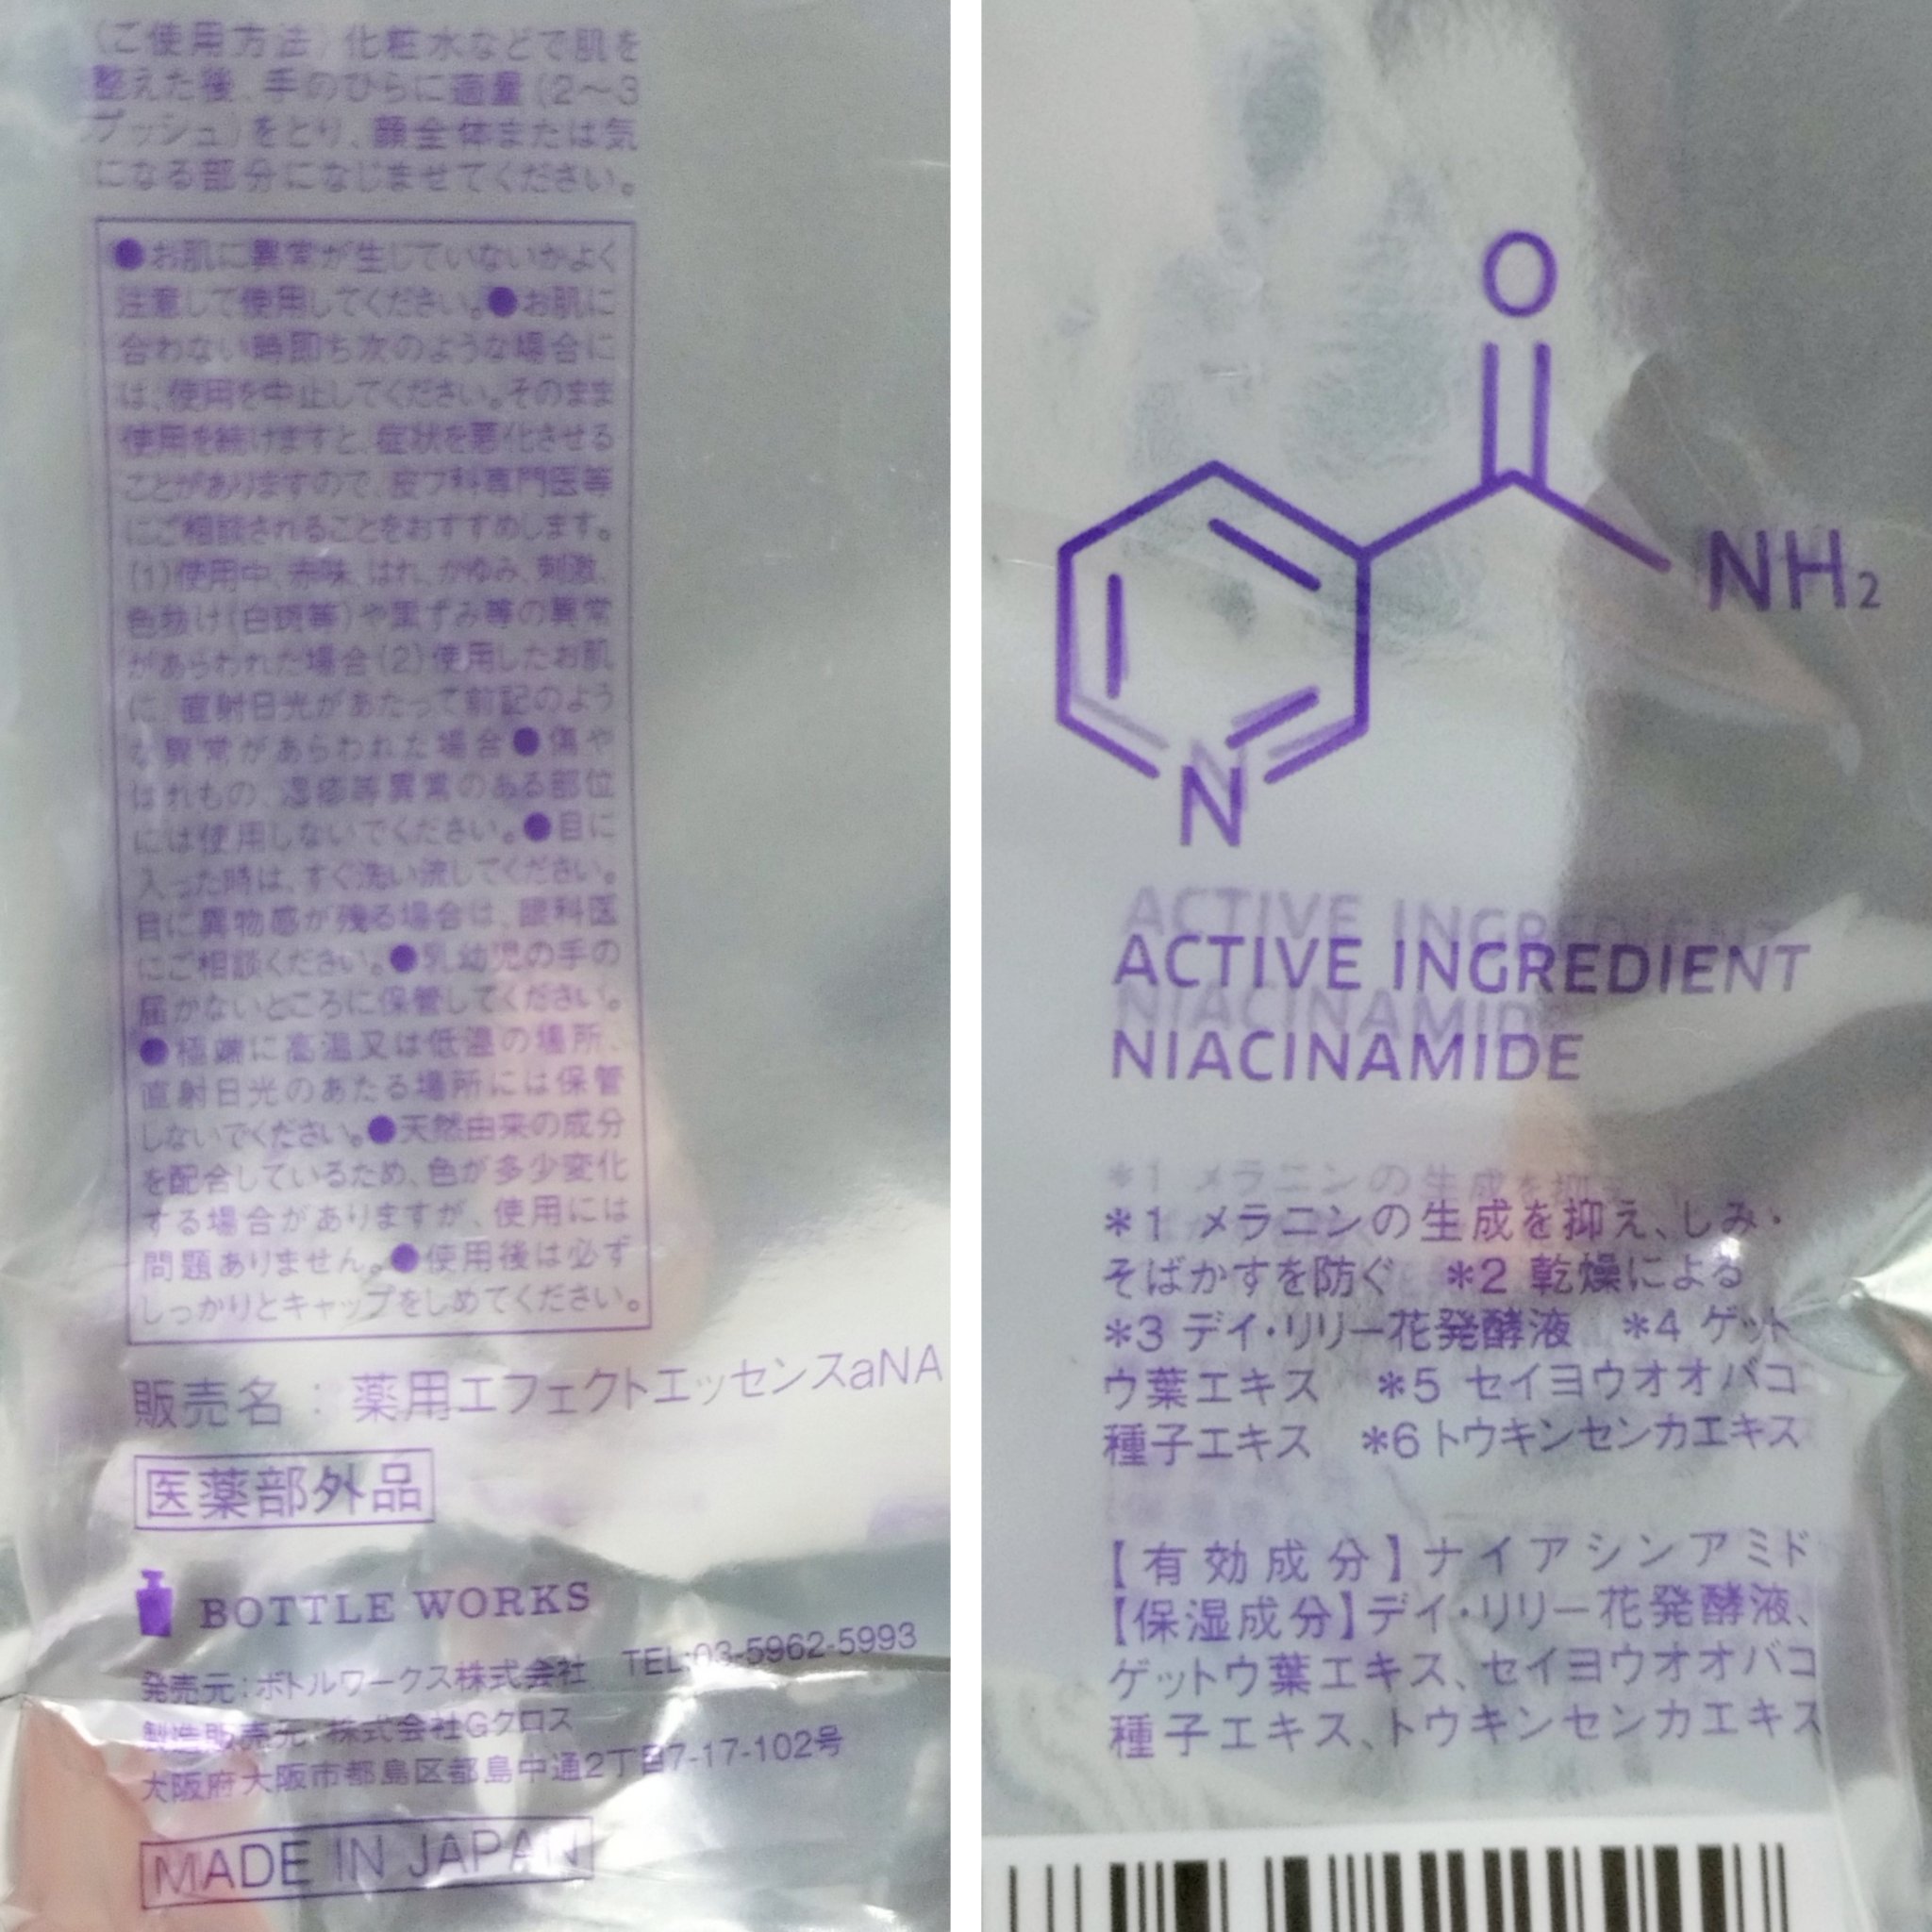 〈ご使用方法〉化粧水などで肌を
整えた後、手のひらに適量(2〜3
プッシュ)をとり、顔全体または気
になる部分になじませてください。
●お肌に異常が生じていないかよく
注意して使用してください。●お肌に
合わない時即ち次のような場合に
は、使用を中止してください。そのまま
使用を続けますと、症状を悪化させる
ことがありますので、皮フ科専門医等
にご相談されることをおすすめします。
(1)使用中、赤味、はれ、かゆみ、刺激、
色抜け(白斑等)や黒ずみ等の異常
があらわれた場合(2)使用したお肌
に、直射日光があたって前記のよう
な異常があらわれた場合●傷や
はれもの、湿疹等異常のある部位
には使用しないでください。●目に
入った時は、すぐ洗い流してください。
目に異物感が残る場合は、眼科医
にご相談ください。●乳幼児の手の
届かないところに保管してください。
●極端に高温又は低温の場所、
直射日光のあたる場所には保管
しないでください。●天然由来の成分
を配合しているため、色が多少変化
する場合がありますが、使用には
問題ありません。●使用後は必ず
しっかりとキャップをしめてください。
販売名：薬用エフェクトエッセンスaNA
医薬部外品
BOTTLE WORKS
発売元：ボトルワークス株式会社 TEL:03-5962-5993
製造販売元：株式会社Gクロス
大阪府大阪市都島区都島中通2丁目7-17-102号
MADE IN JAPAN
O
NH₂
N
ACTIVE INGREDIENT
NIACINAMIDE
*1 メラニンの生成を抑え、しみ・
そばかすを防ぐ *2 乾燥による
*3 デイ・リリー花発酵液 *4 ゲット
ウ葉エキス *5 セイヨウオオバコ
種子エキス *6トウキンセンカエキス
【有効成分】ナイアシンアミド
【保湿成分】デイ・リリー花発酵液、
ゲットウ葉エキス、セイヨウオオバコ
種子エキス、トウキンセンカエキス